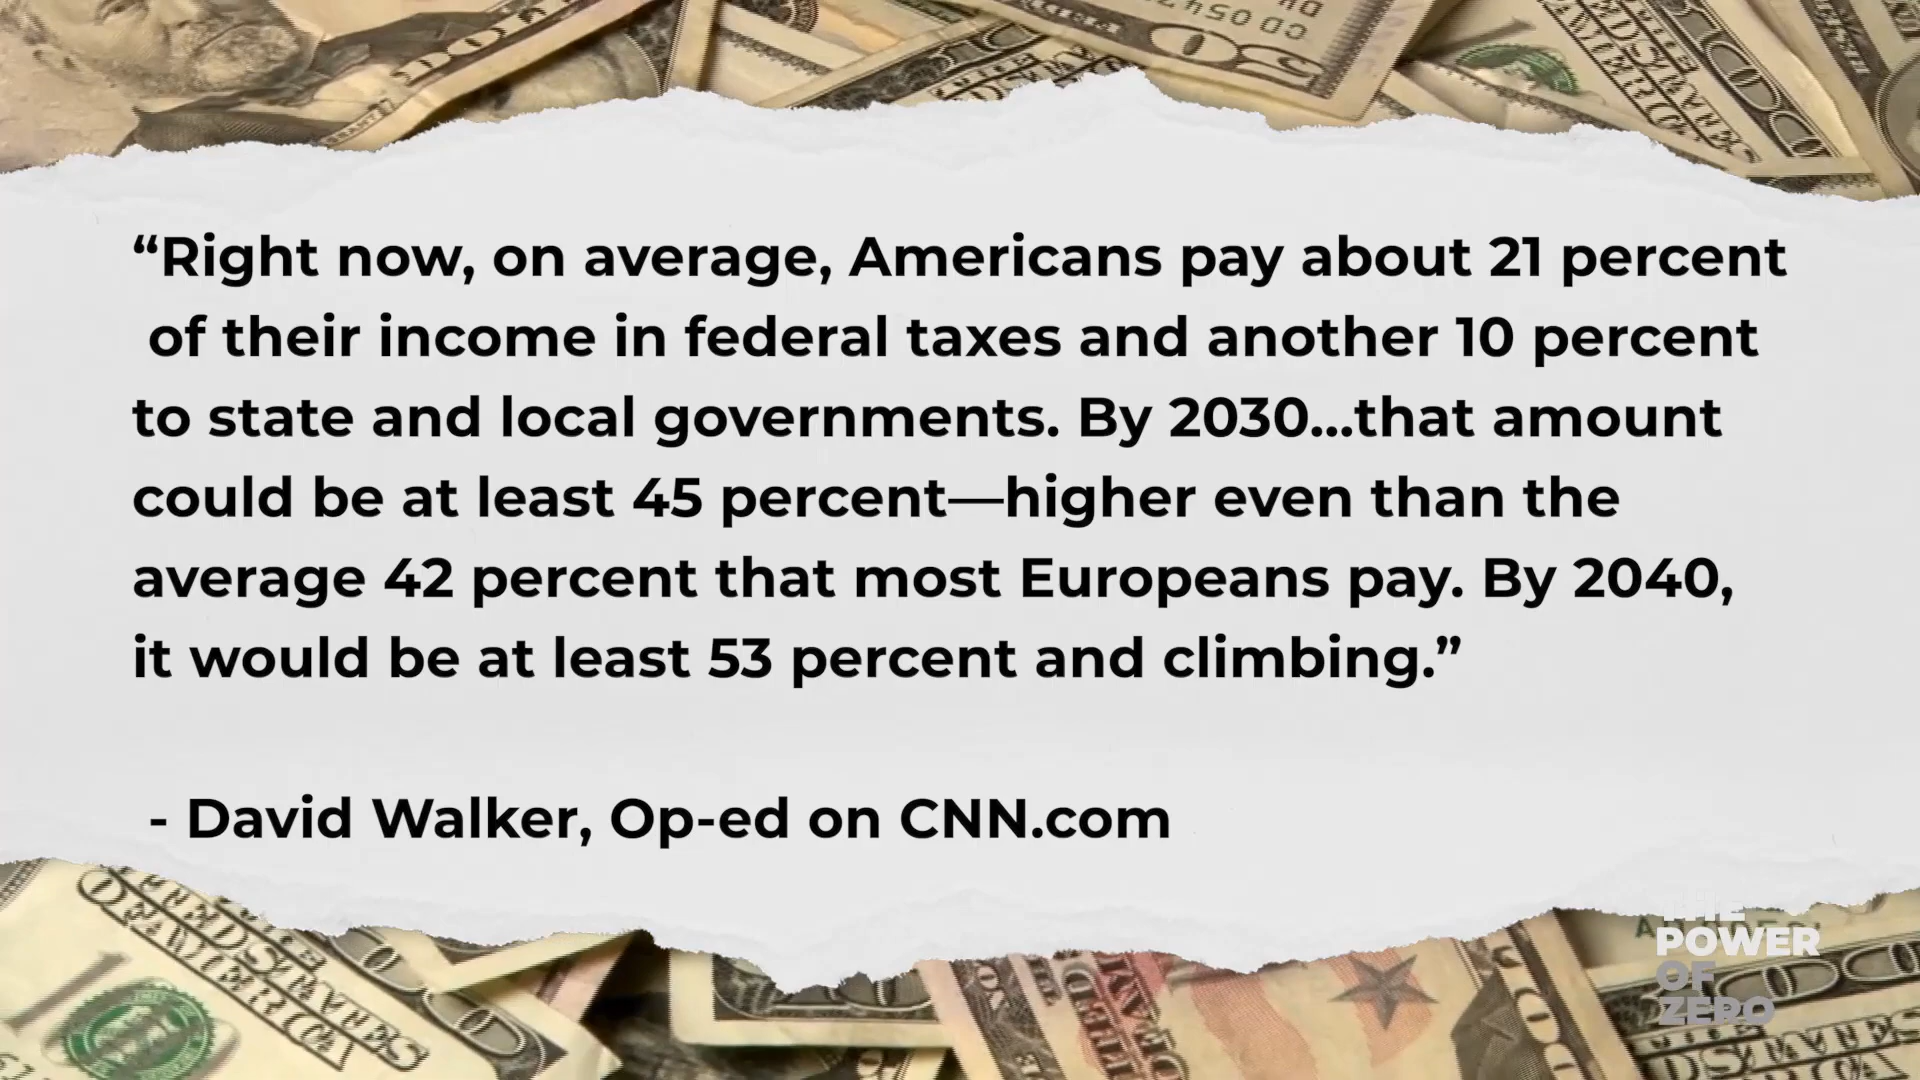 “Right now, on average, Americans pay about 21 percent
of their income in federal taxes and another 10 percent
to state and local governments. By 2030...that amount
could be at least 45 percent—higher even than the
average 42 percent that most Europeans pay. By 2040,
it would be at least 53 percent and climbing.”
- David Walker, Op-ed on CNN.com
THE
POWER
OF
ZERO